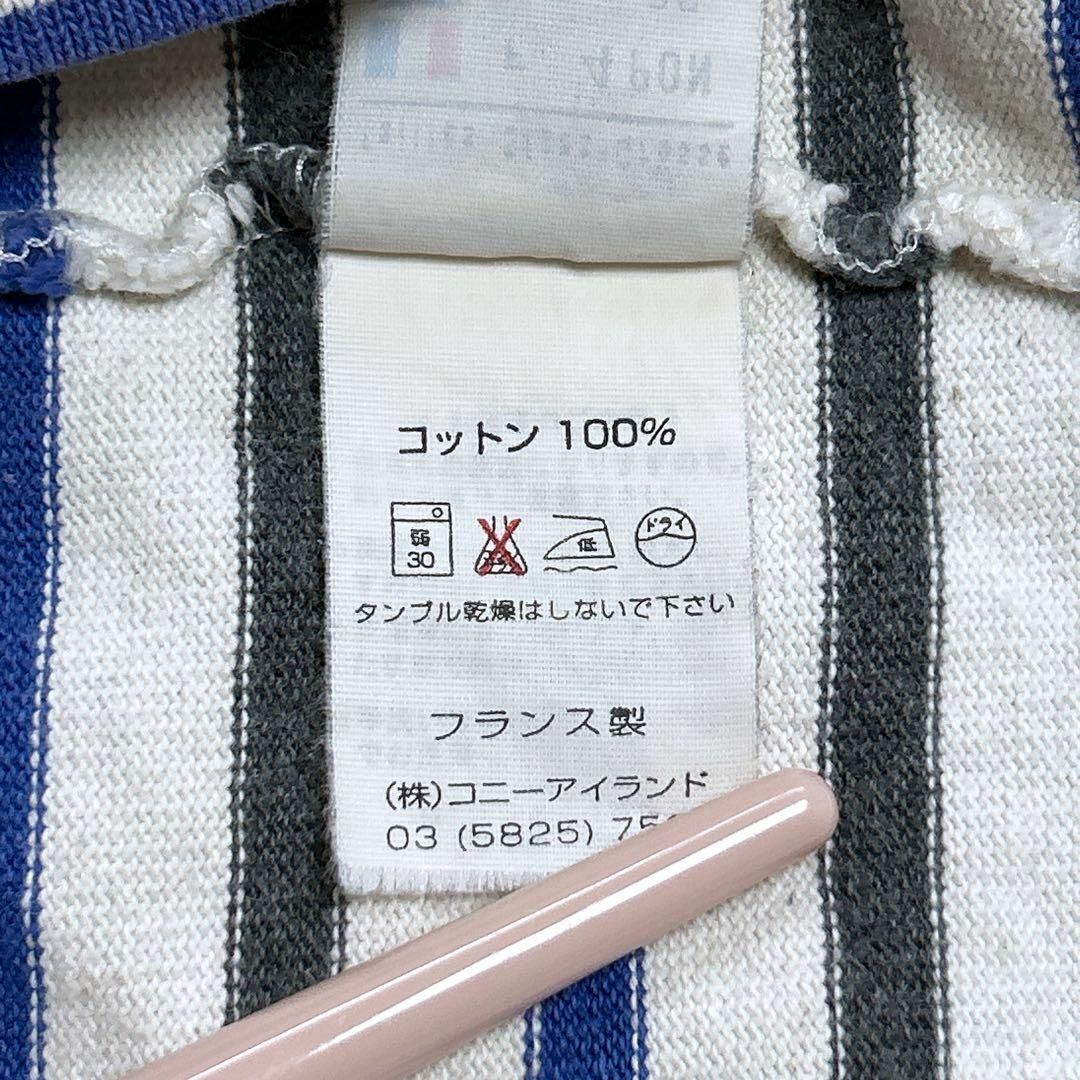 コットン 100%
弱
30
低
ドライ
タンブル乾燥はしないで下さい
フランス製
(株)コニーアイランド
03 (5825)